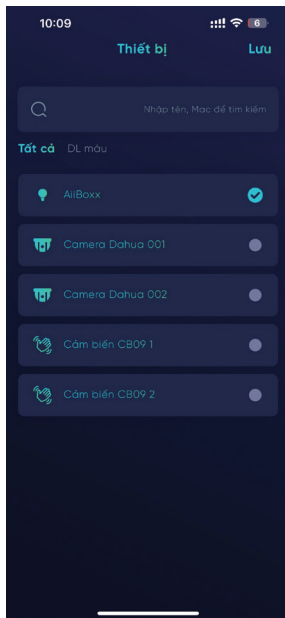 10:09
6
Thiết bị
Lưu
Nhập tên, Mac để tìm kiếm
Tất cả DL màu
AiiBoxx
Camera Dahua 001
Camera Dahua 002
Cảm biến CB09 1
Cảm biến CB09 2